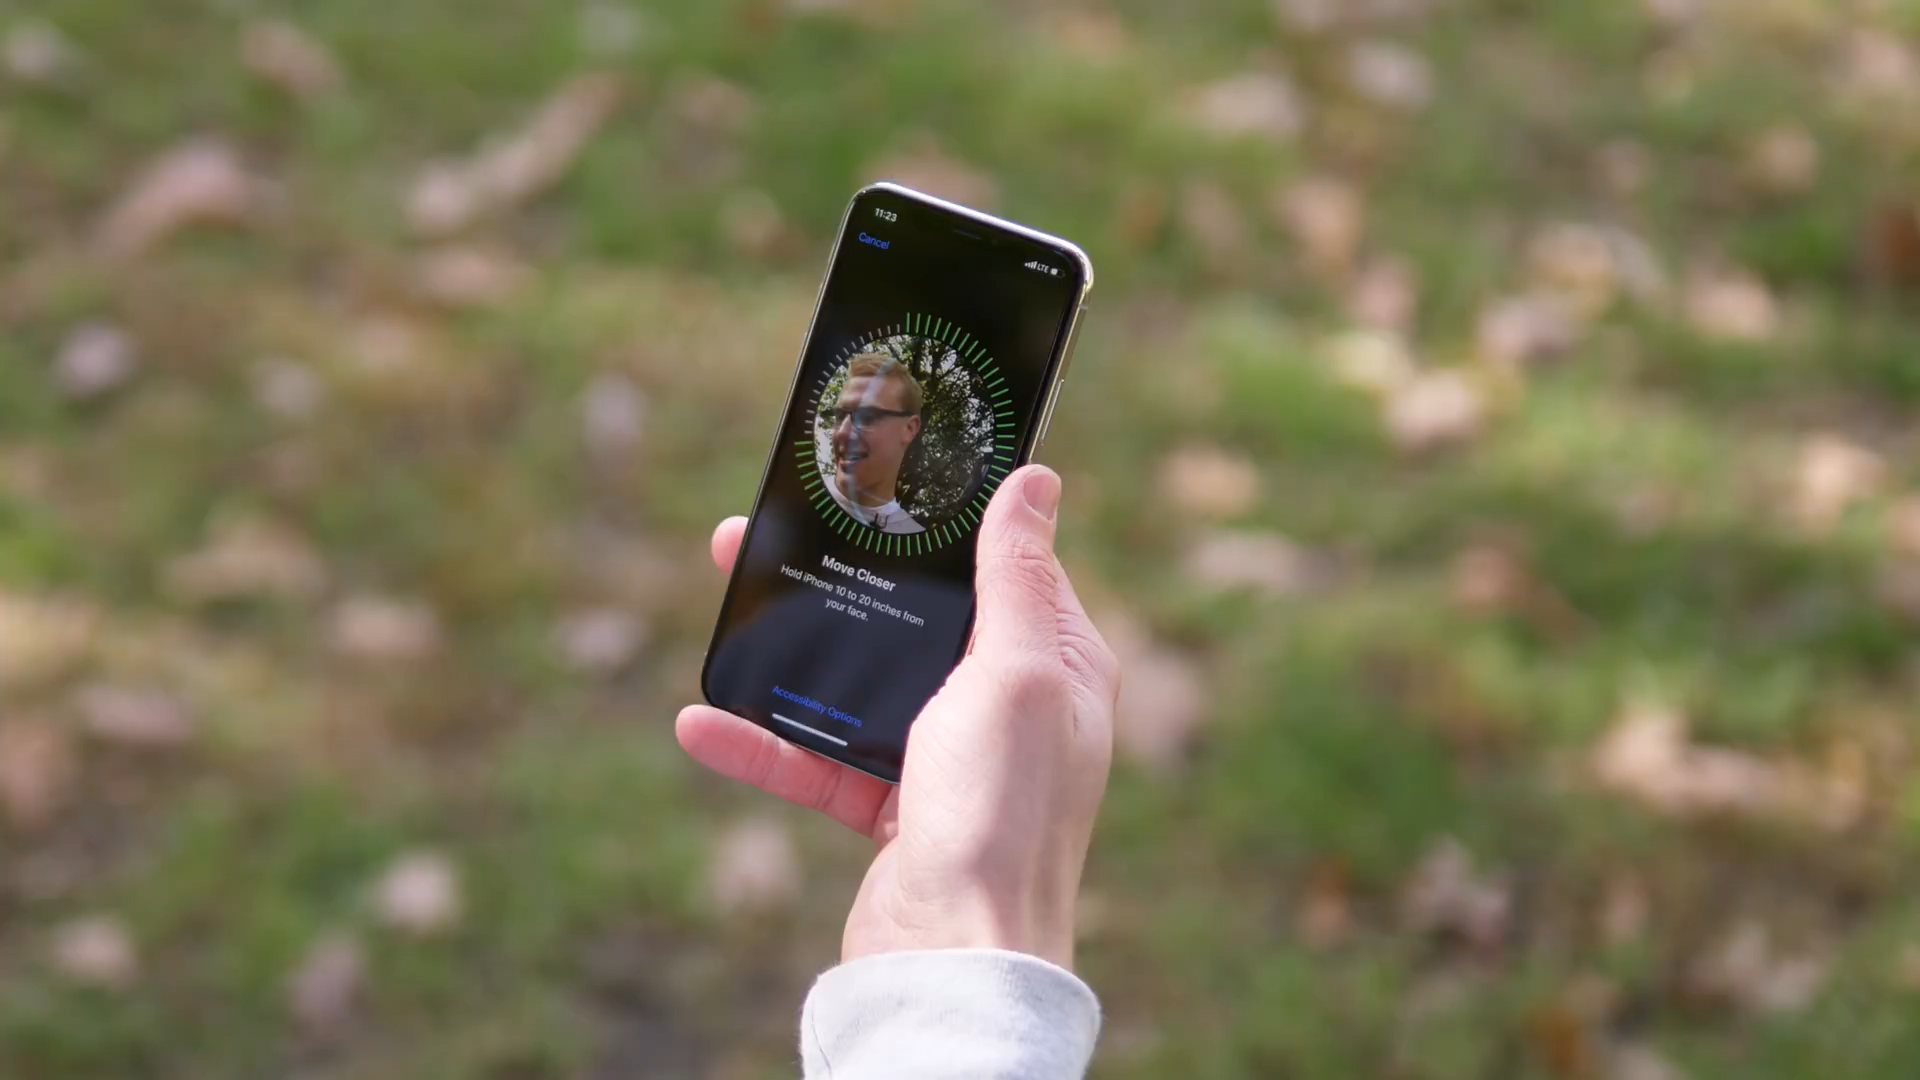 11:23
LTE
Cancel
Move Closer
Hold iPhone 10 to 20 inches from
your face.
Accessibility Options